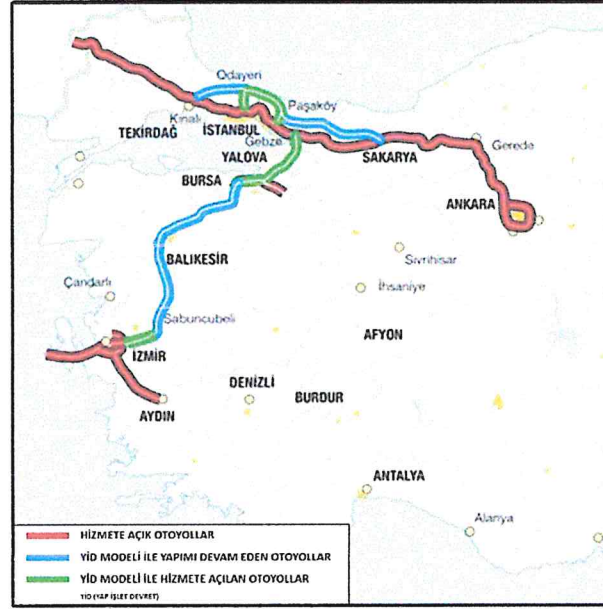 Odayeri
Paşaköy
Kınalı
TEKİRDAĞ
İSTANBUL
Gebze
YALOVA
SAKARYA
Gerede
BURSA
ANKARA
BALIKESİR
Sivrihisar
Çandarlı
İhsaniye
Sabuncubeli
AFYON
İZMİR
DENİZLİ
BURDUR
AYDIN
ANTALYA
Alanya
HİZMETE AÇIK OTOYOLLAR
YİD MODELİ İLE YAPIMI DEVAM EDEN OTOYOLLAR
YİD MODELİ İLE HİZMETE AÇILAN OTOYOLLAR
YİD (YAP İŞLET DEVRET)